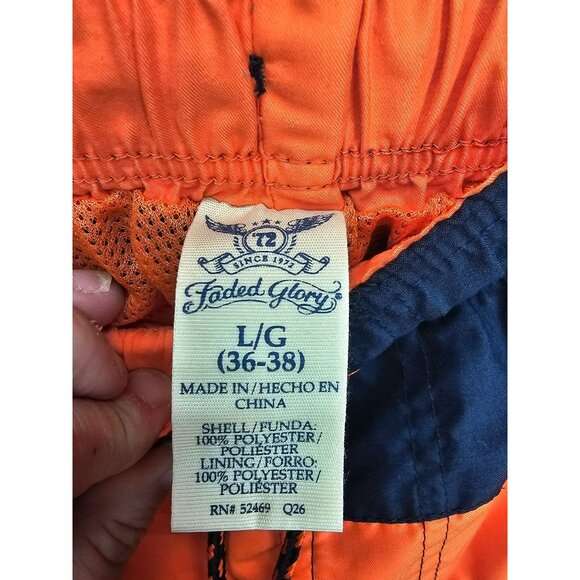 '72
SINCE 1972
Faded Glory
L/G
(36-38)
MADE IN/HECHO EN
CHINA
SHELL/FUNDA:
100% POLYESTER/
POLIÉSTER
LINING/FORRO:
100% POLYESTER/
POLIÉSTER
RN# 52469 Q26